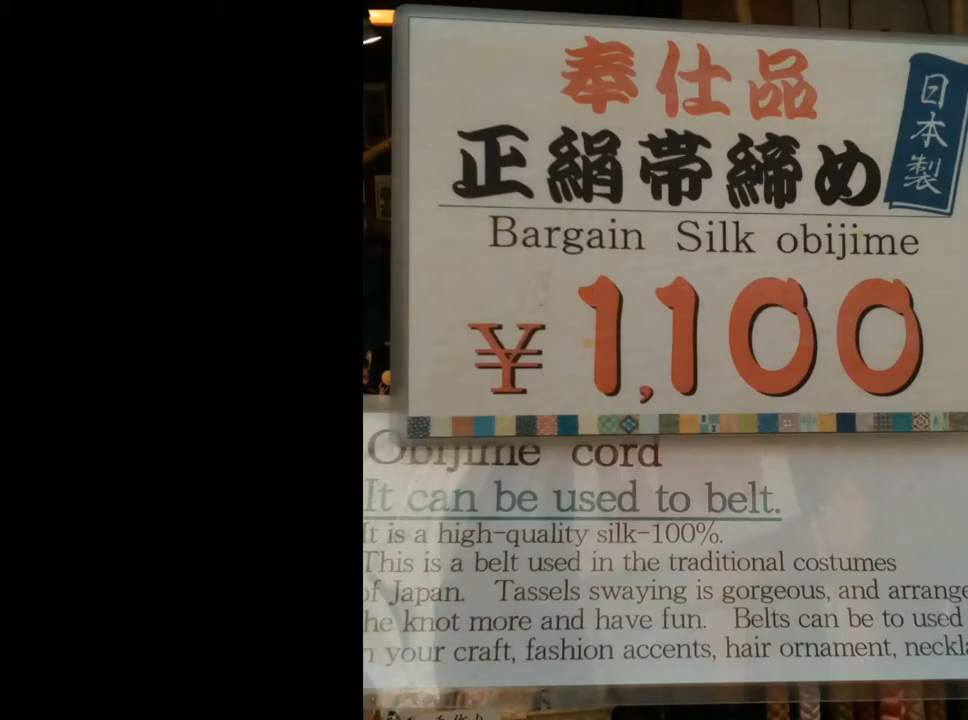 奉仕品
日本製
正絹帯締め
Bargain Silk obijime
¥1,100
Obijime cord
It can be used to belt.
It is a high-quality silk-100%.
This is a belt used in the traditional costumes
of Japan. Tassels swaying is gorgeous, and arrange
he knot more and have fun. Belts can be to used
n your craft, fashion accents, hair ornament, neckla